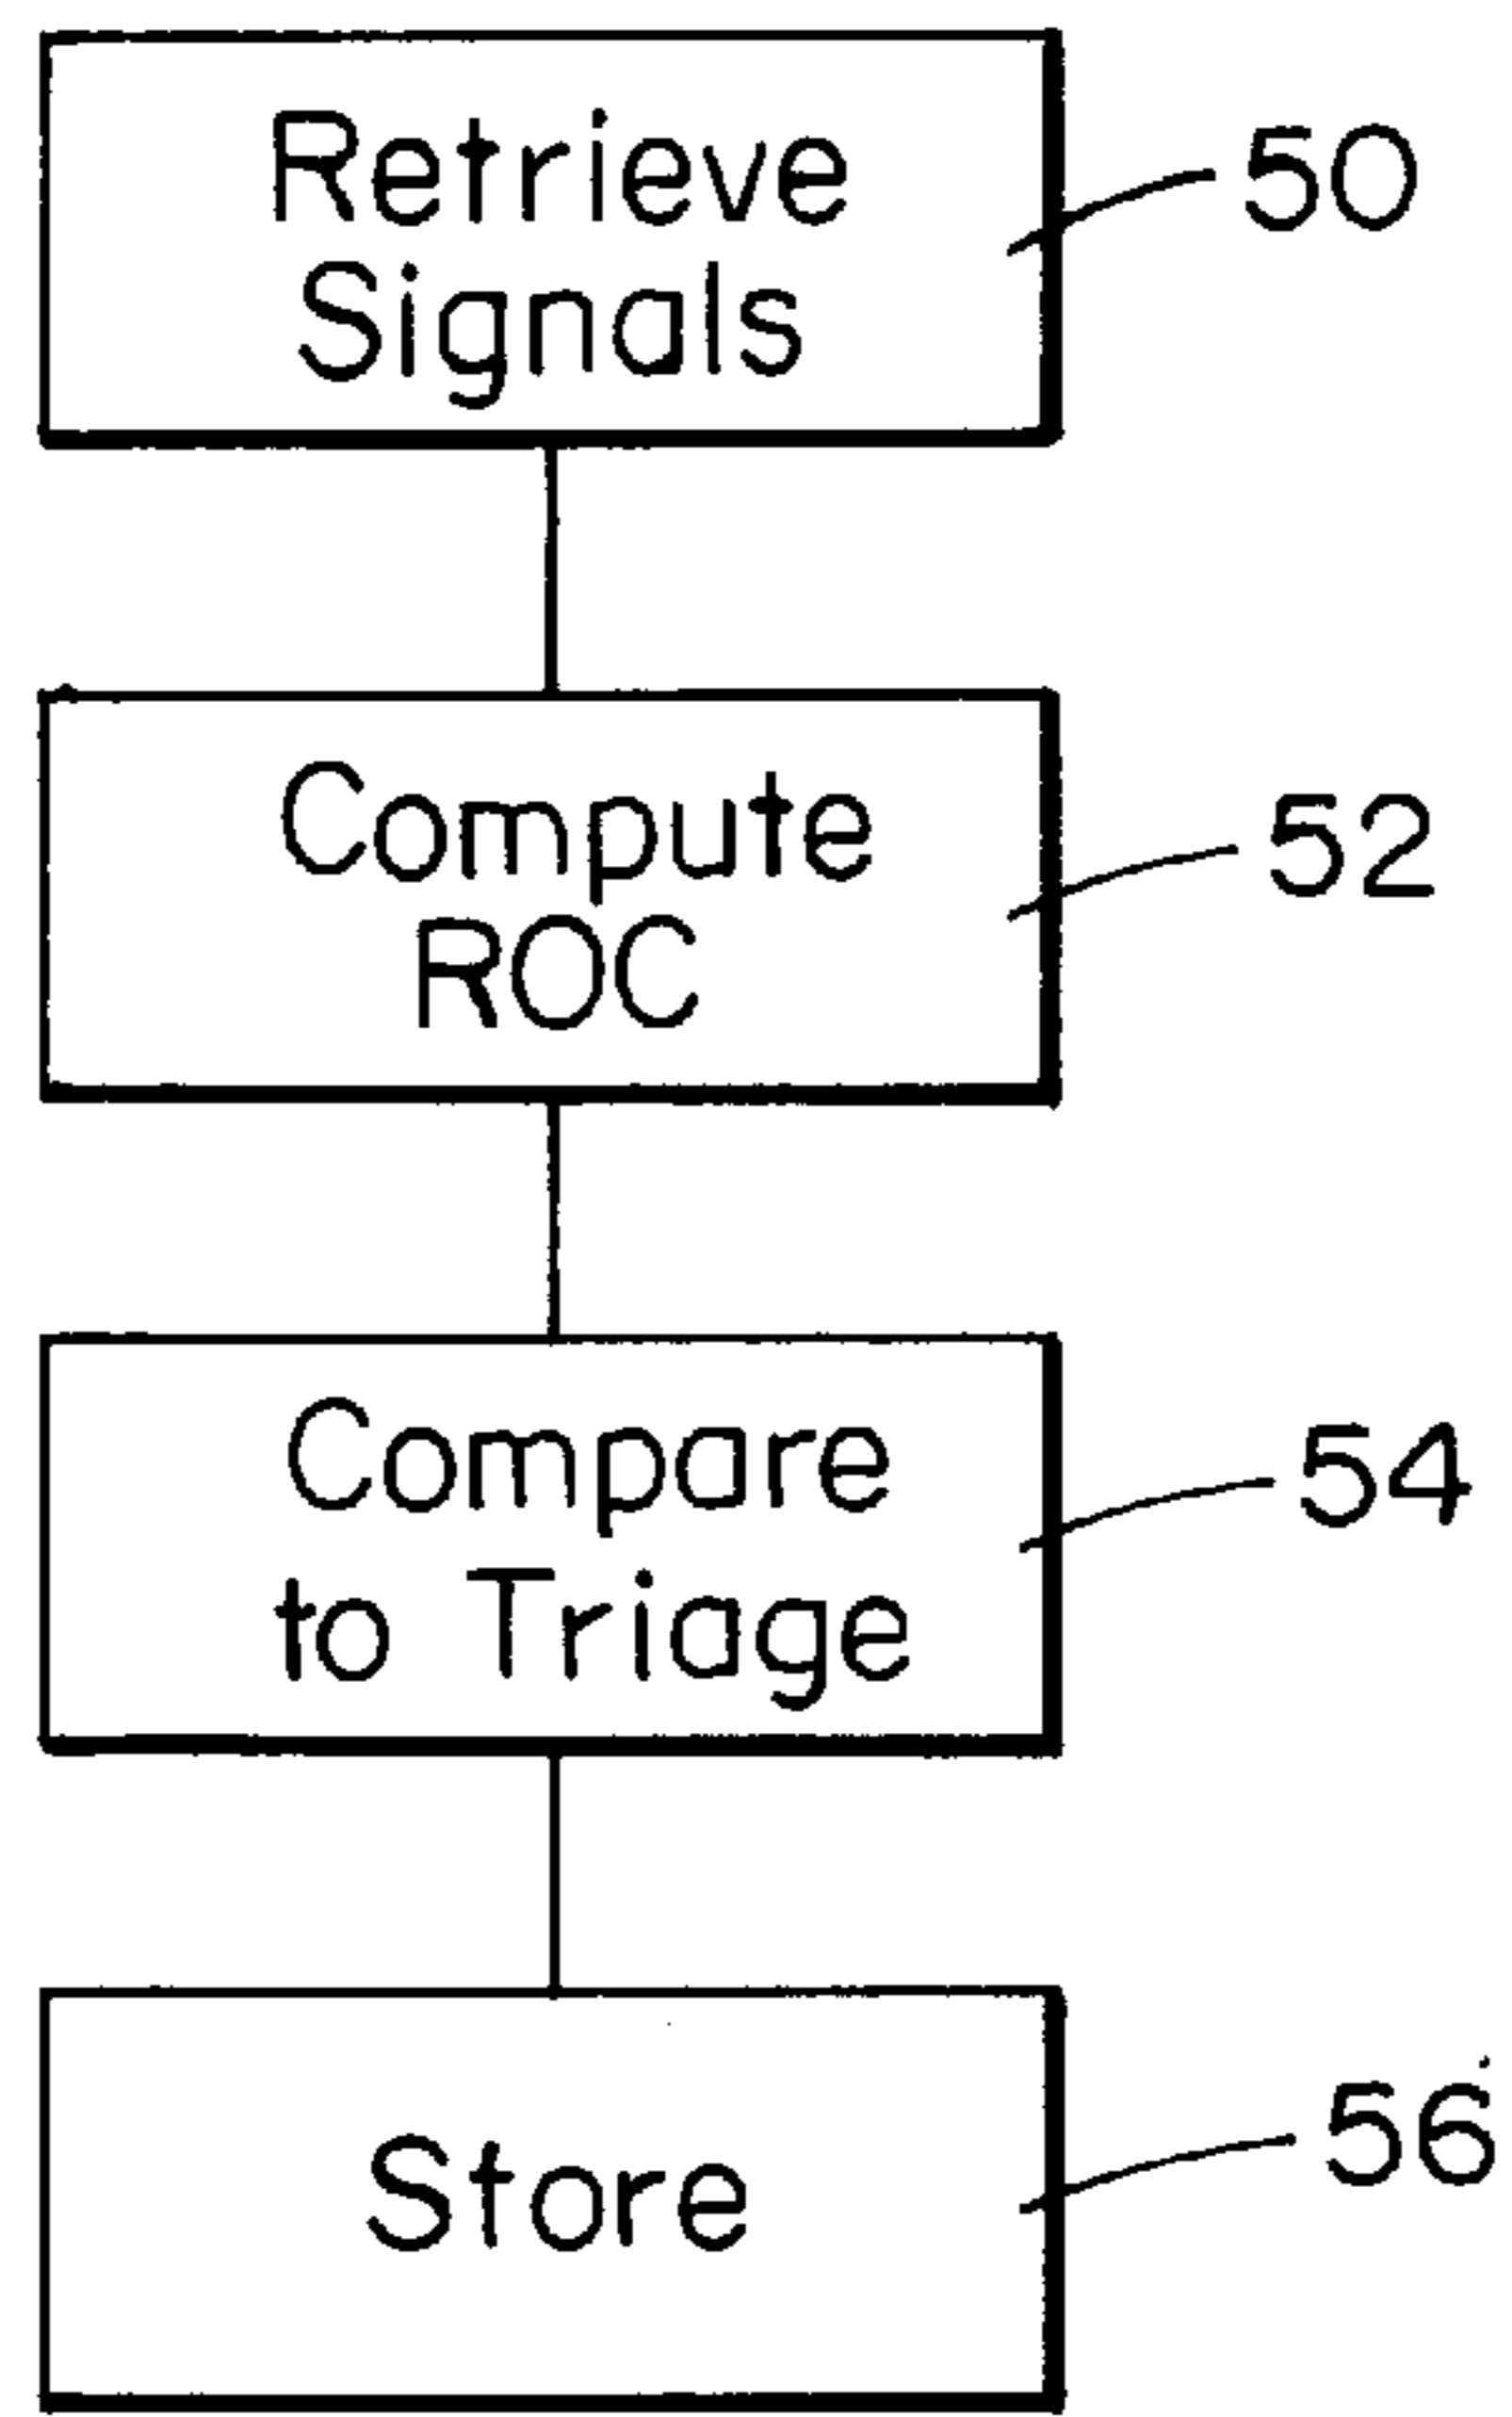 Retrieve
Signals
50
Compute
ROC
52
Compare
to Triage
54
Store
56